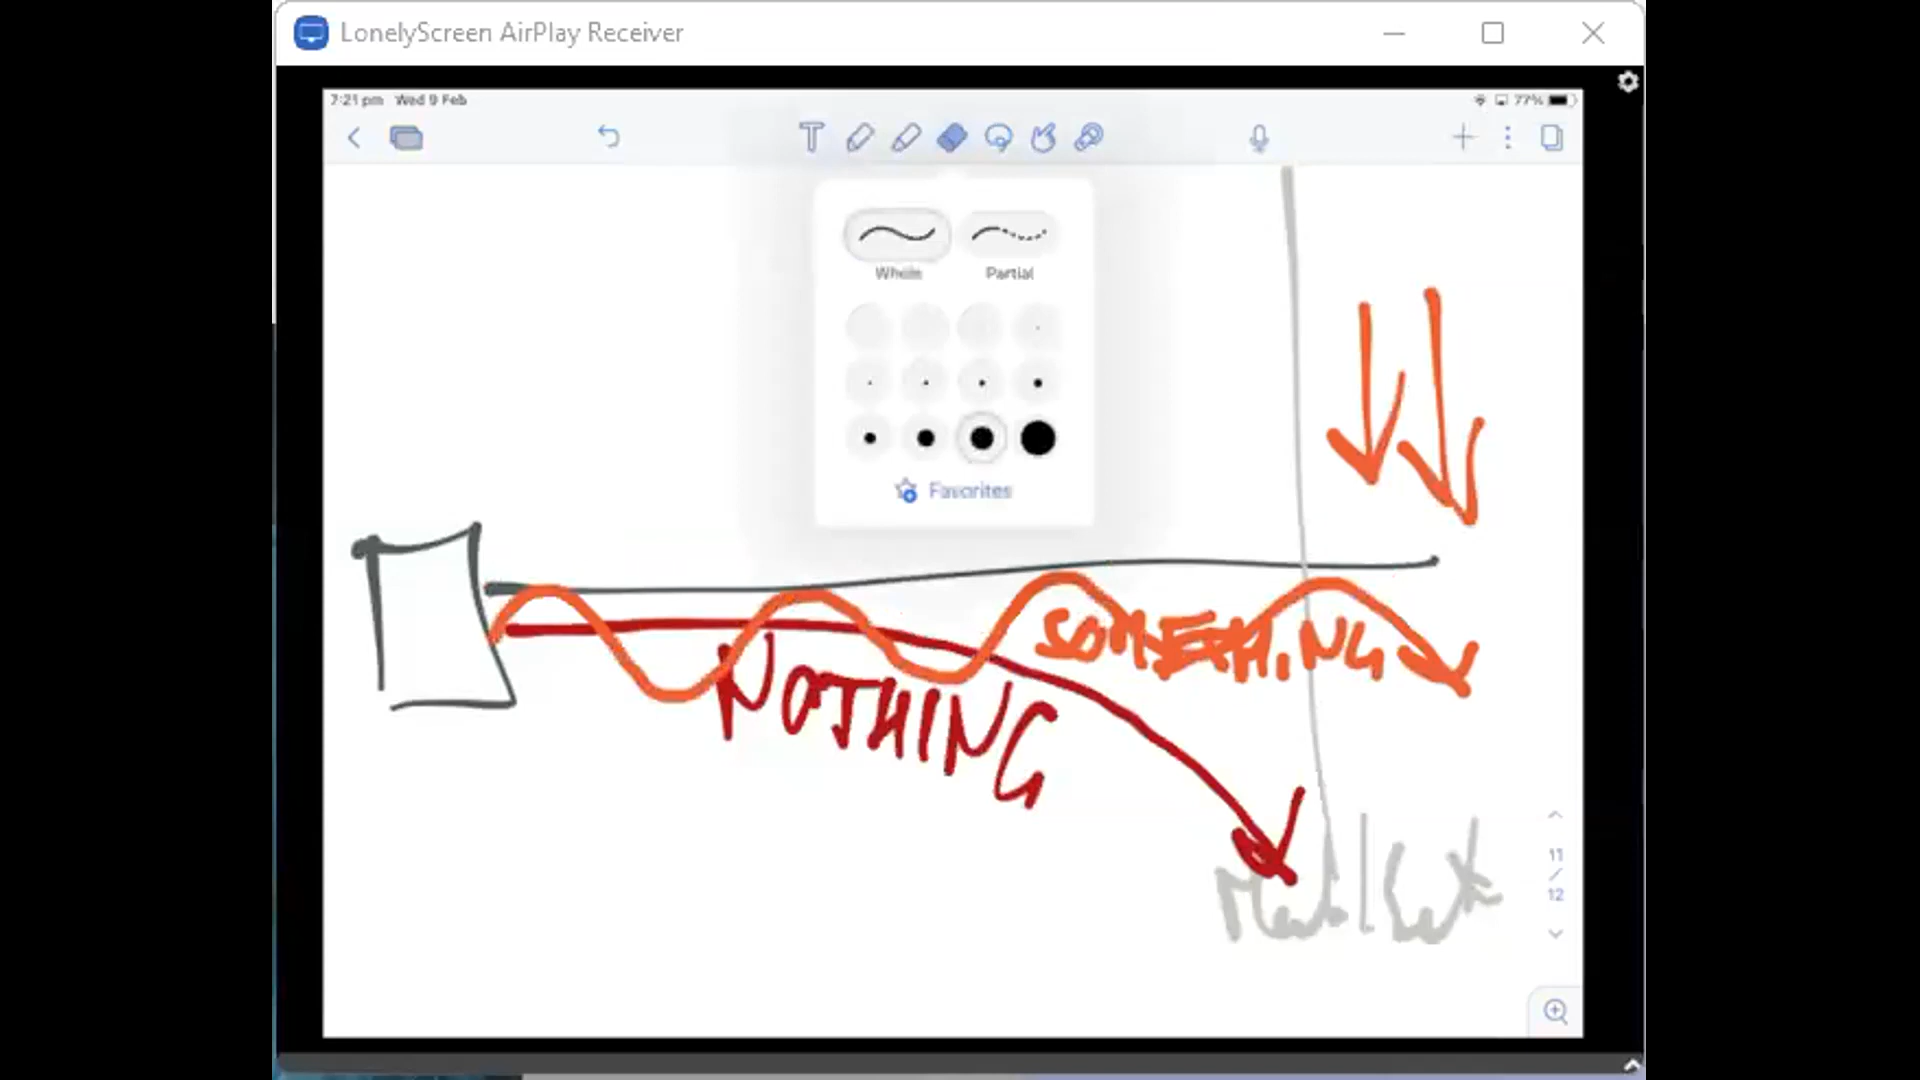 LonelyScreen AirPlay Receiver
7:21 pm Wed 9 Feb
77%
Whole Partial
Favorites
SOMETHING
NOTHING
11
/
12